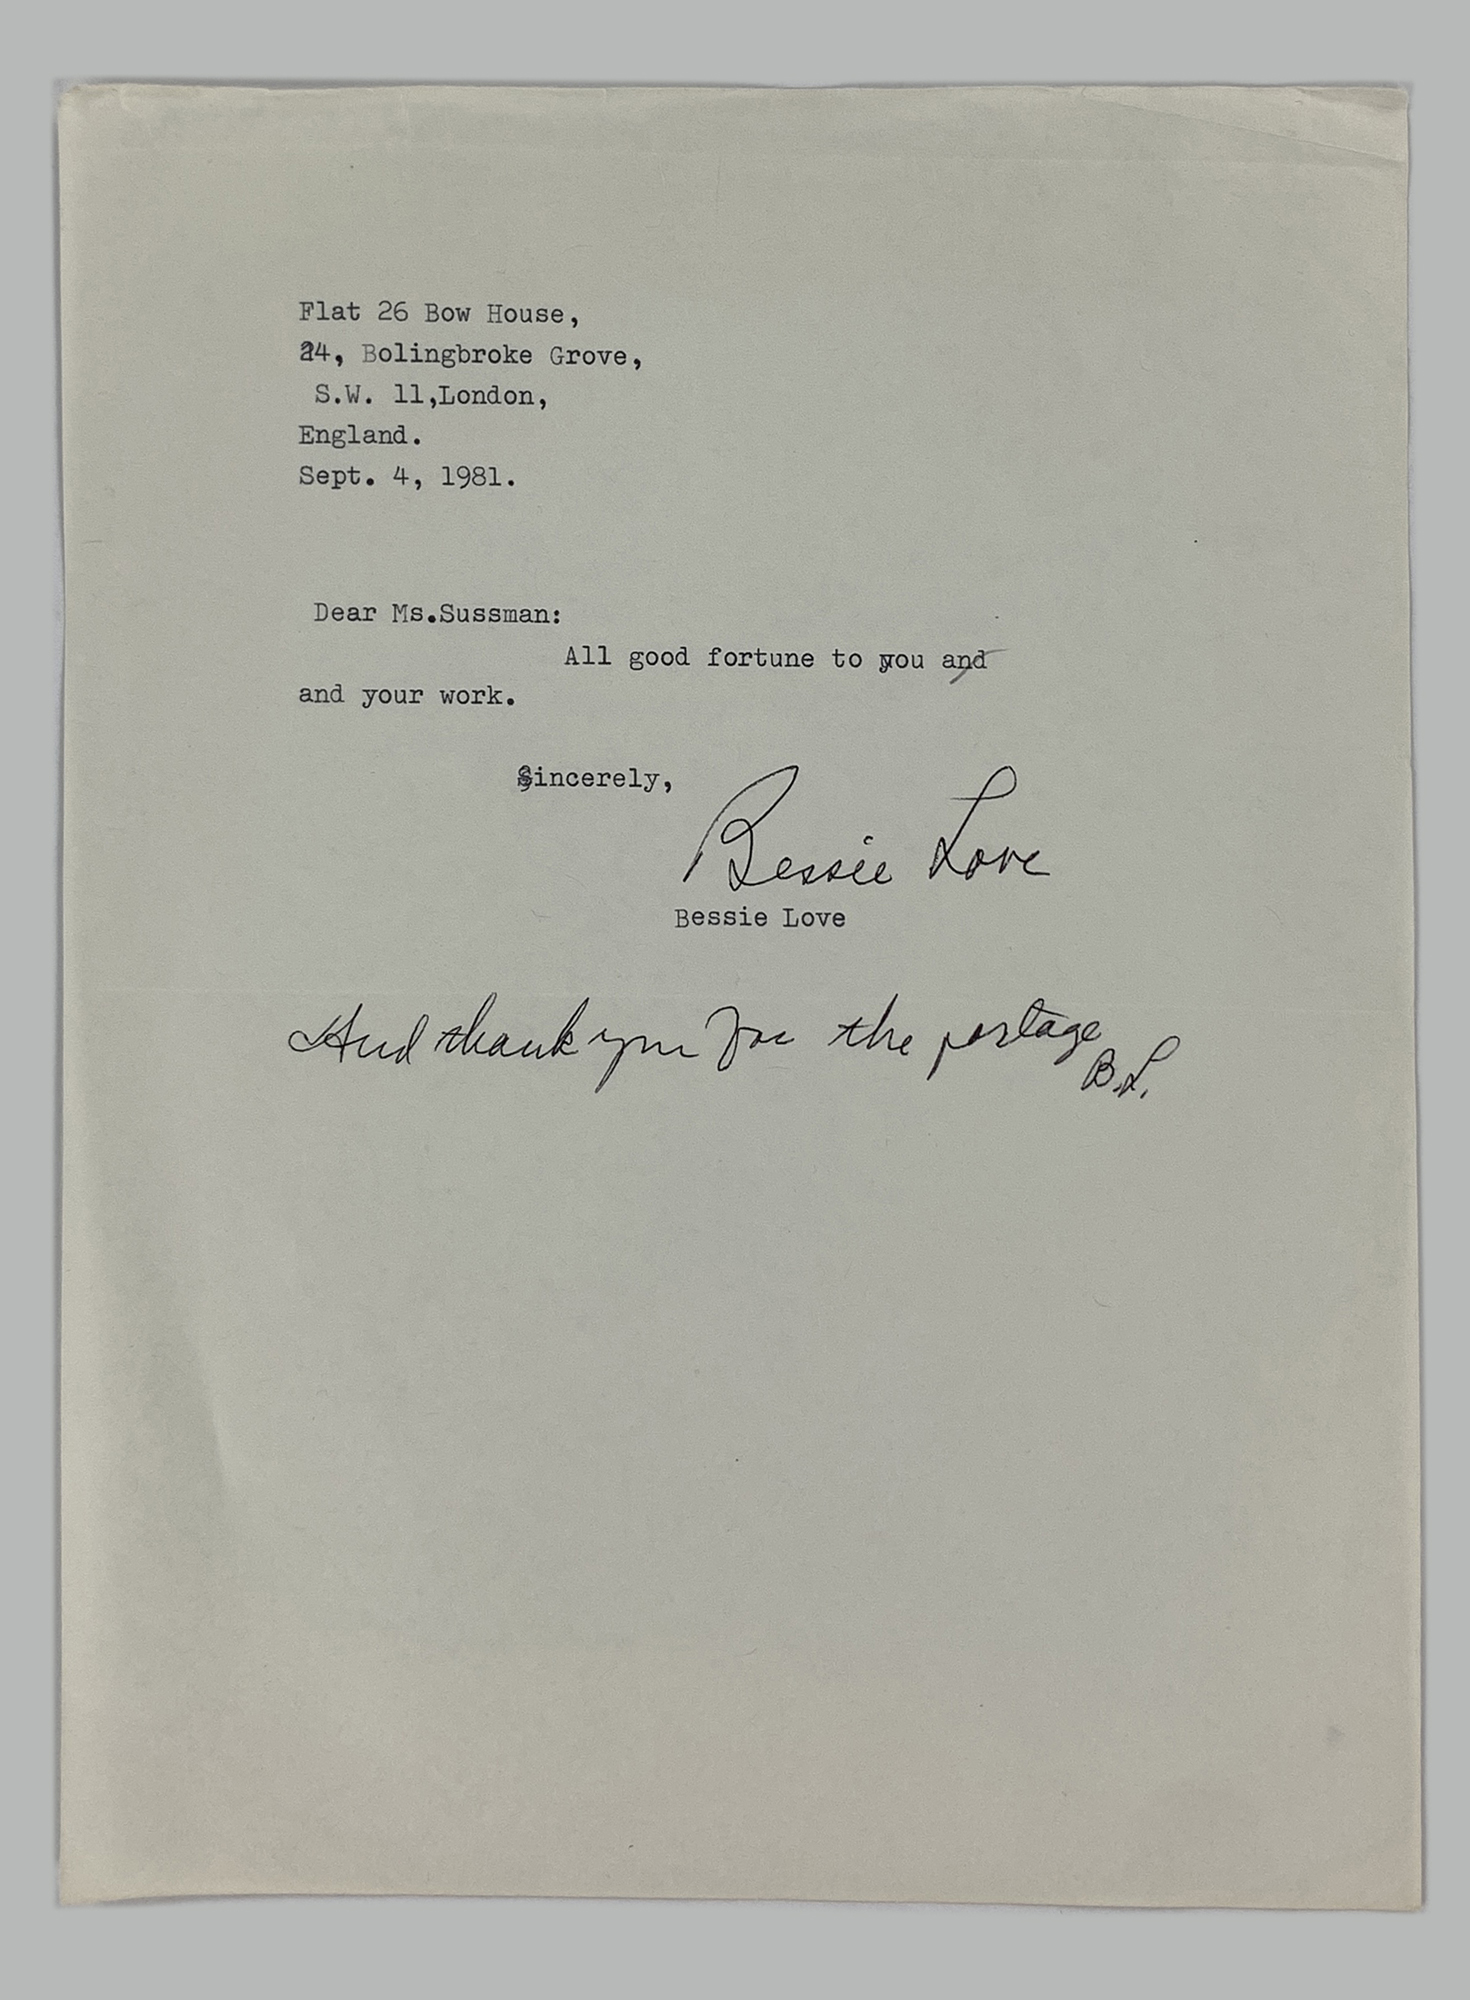 Flat 26 Bow House,
24, Bolingbroke Grove,
S.W. 11,London,
England.
Sept. 4, 1981.
Dear Ms.Sussman:
All good fortune to you and
and your work.
Sincerely,
Bessie Love
Bessie Love
And thank you for the postage
B.L.